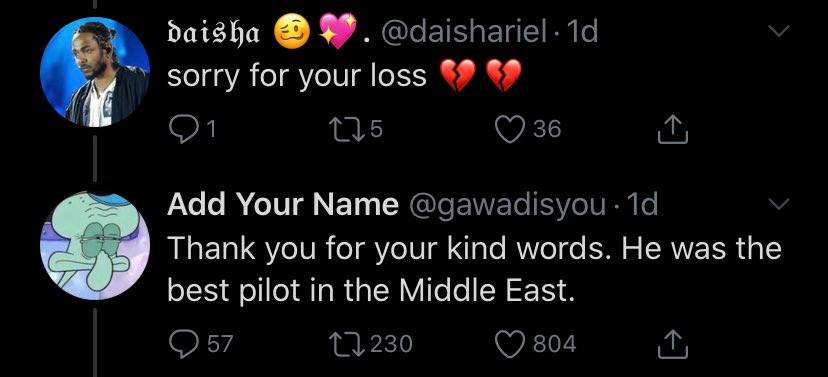 𝔡𝔞𝔦𝔰𝔥𝔞 🥴💖. @daishariel · 1d
sorry for your loss 💔 💔
1 5 36
Add Your Name @gawadisyou · 1d
Thank you for your kind words. He was the
best pilot in the Middle East.
57 230 804